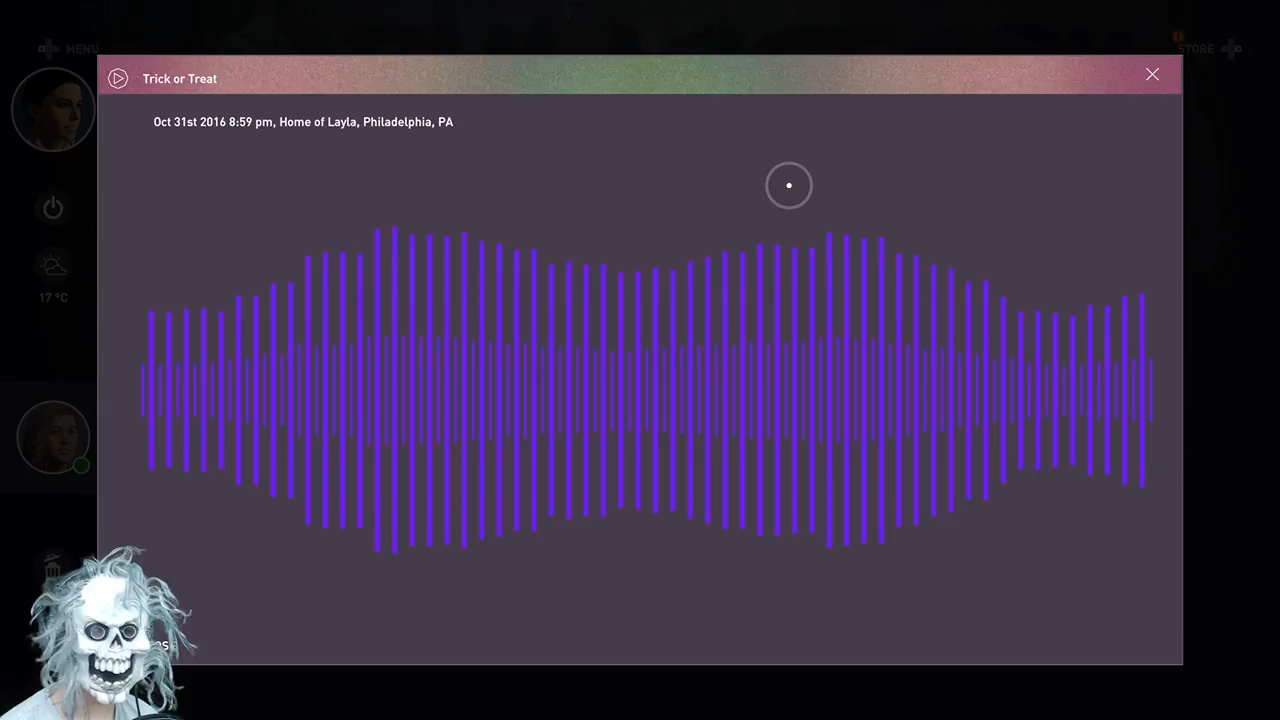 MENU
STORE
Trick or Treat
Oct 31st 2016 8:59 pm, Home of Layla, Philadelphia, PA
17 °C